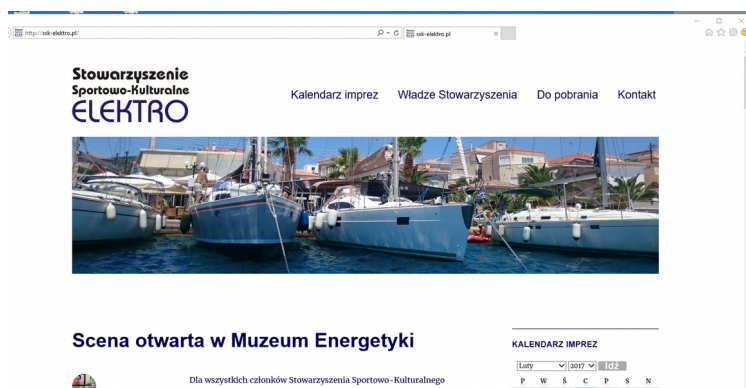 http://ssk-elektro.pl/
ssk-elektro.pl
Stowarzyszenie
Sportowo-Kulturalne
ELEKTRO
Kalendarz imprez Władze Stowarzyszenia Do pobrania Kontakt
Scena otwarta w Muzeum Energetyki
Dla wszystkich członków Stowarzyszenia Sportowo-Kulturalnego
KALENDARZ IMPREZ
Luty 2017 Idź
P W Ś C P S N